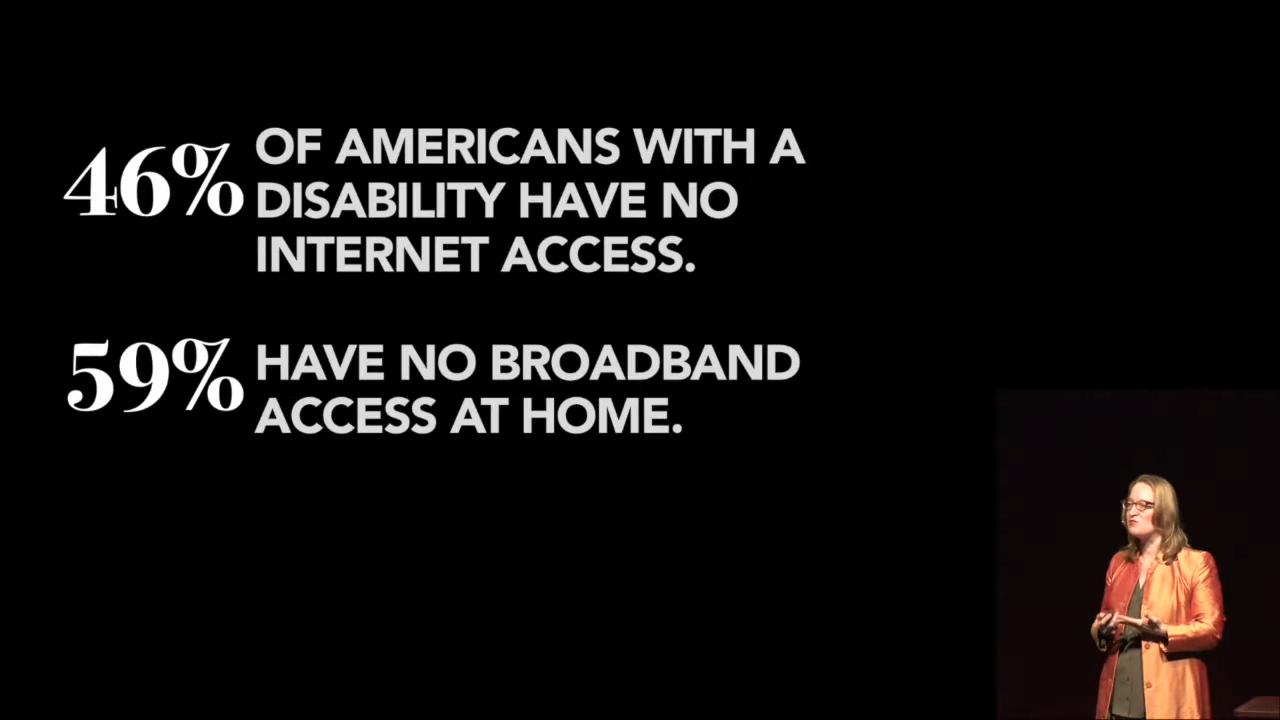 46% OF AMERICANS WITH A
DISABILITY HAVE NO
INTERNET ACCESS.
59% HAVE NO BROADBAND
ACCESS AT HOME.